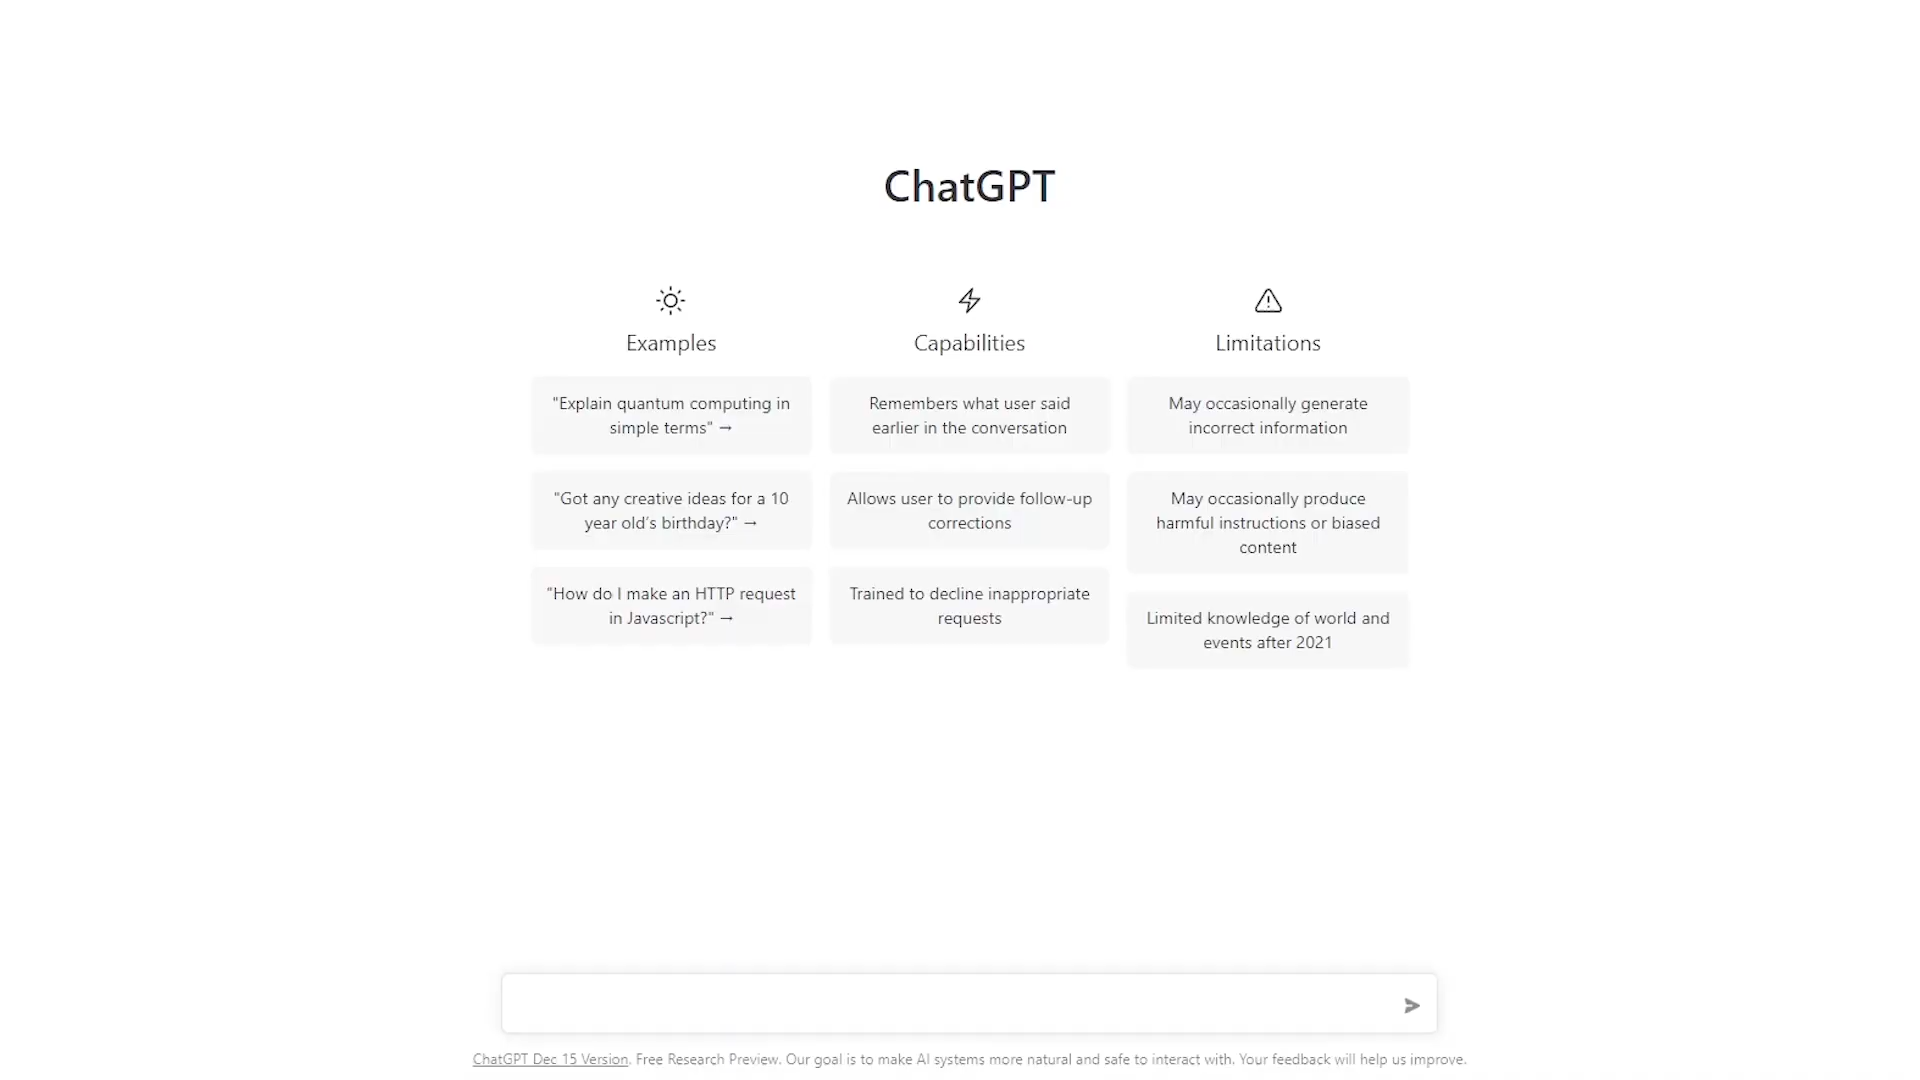 ChatGPT
Examples
"Explain quantum computing in
simple terms" →
"Got any creative ideas for a 10
year old's birthday?" →
"How do I make an HTTP request
in Javascript?" →
Capabilities
Remembers what user said
earlier in the conversation
Allows user to provide follow-up
corrections
Trained to decline inappropriate
requests
Limitations
May occasionally generate
incorrect information
May occasionally produce
harmful instructions or biased
content
Limited knowledge of world and
events after 2021
ChatGPT Dec 15 Version. Free Research Preview. Our goal is to make AI systems more natural and safe to interact with. Your feedback will help us improve.